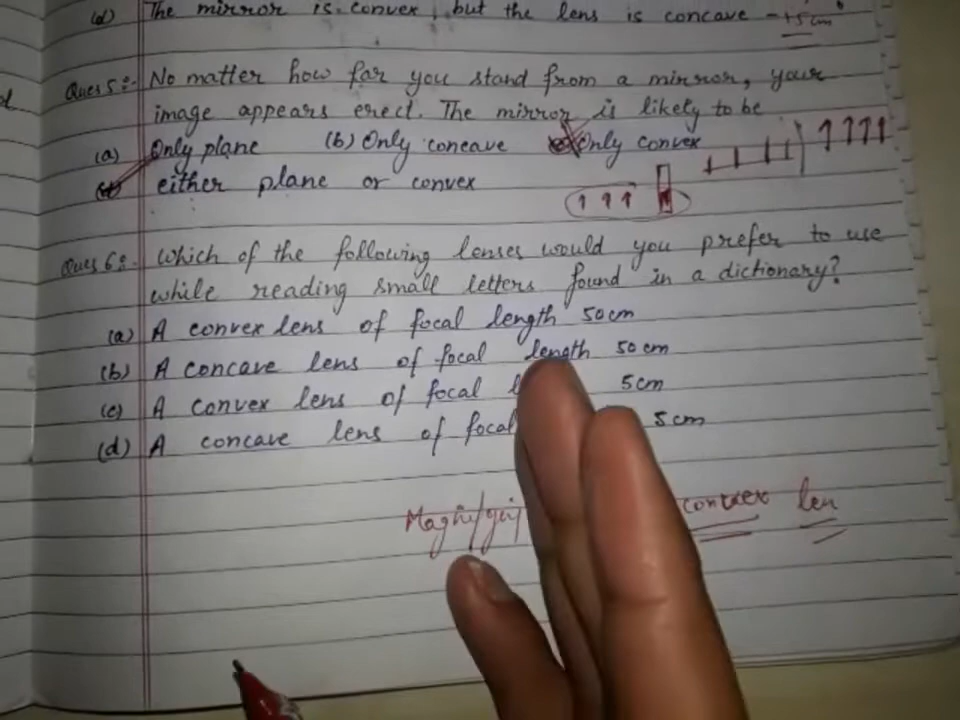 (d) The mirror is convex, but the lens is concave -15cm
Ques 5:- No matter how far you stand from a mirror, your
image appears erect. The mirror is likely to be
(a) Only plane (b) Only concave Only convex
either plane or convex
Ques 6:- which of the following lenses would you prefer to use
while reading small letters found in a dictionary?
(a) A convex lens of focal length 50cm
(b) A concave lens of focal length 50cm
(c) A convex lens of focal 5cm
(d) A concave lens of focal 5cm
convex len